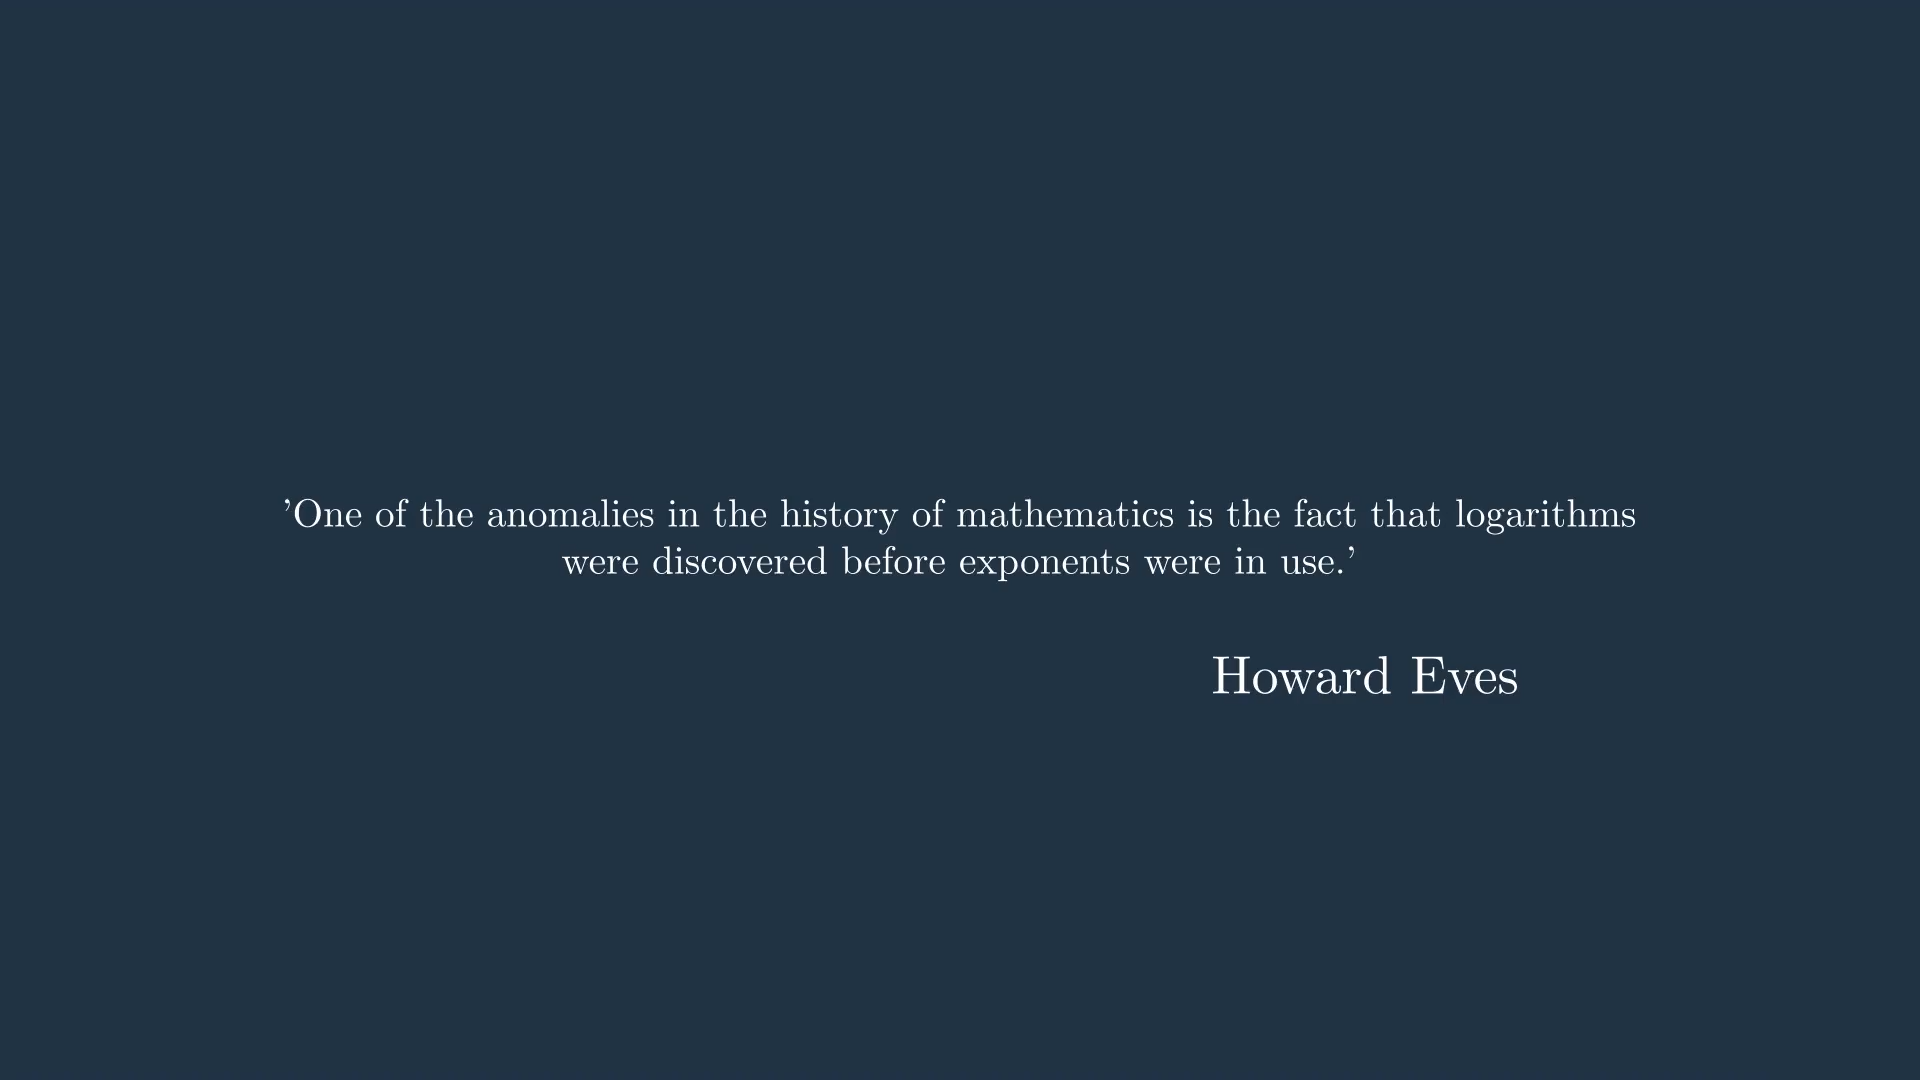 ’One of the anomalies in the history of mathematics is the fact that logarithms
were discovered before exponents were in use.’
Howard Eves